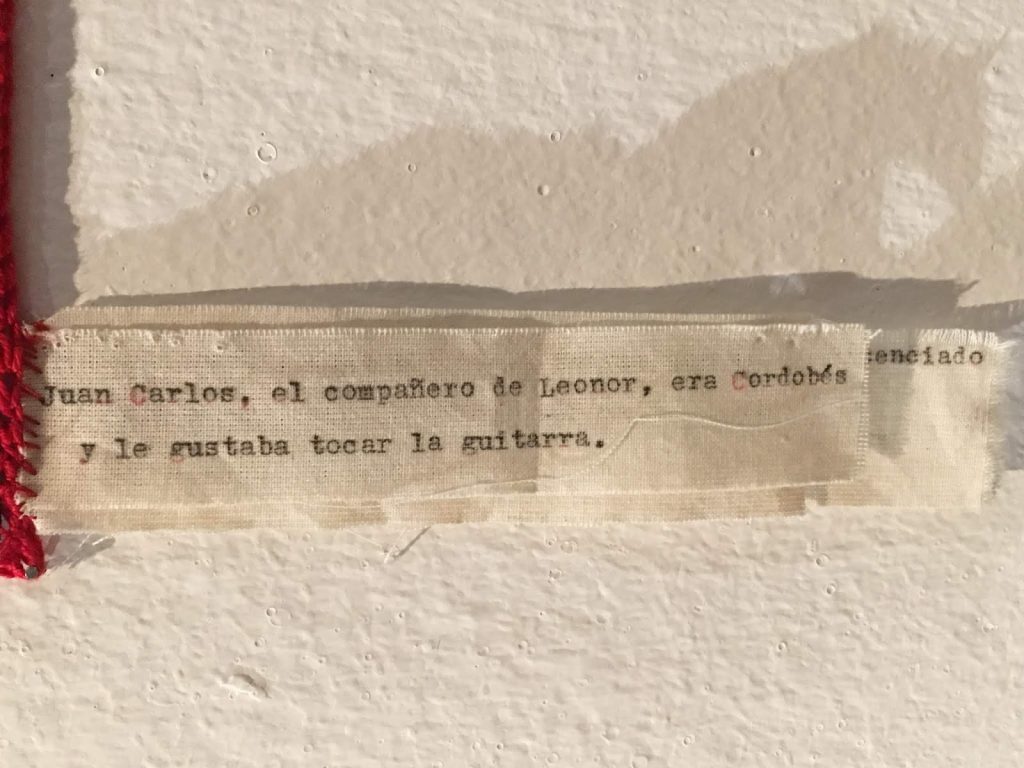 Juan Carlos, el compañero de Leonor, era Cordobés
y le gustaba tocar la guitarra.